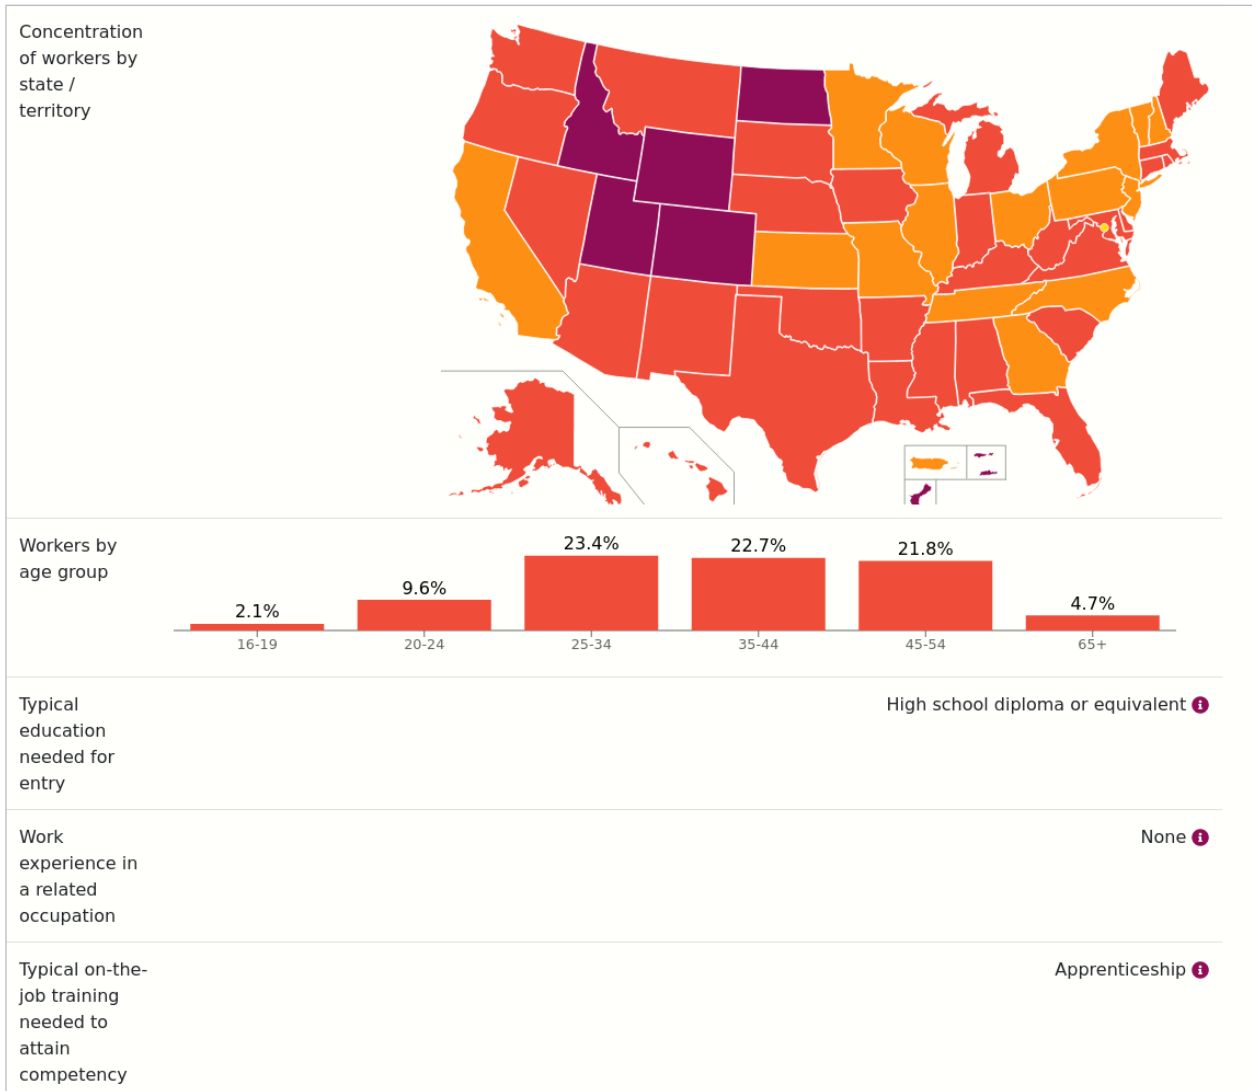 Concentration
of workers by
state /
territory
Workers by
age group
2.1%
9.6%
23.4%
22.7%
21.8%
4.7%
16-19
20-24
25-34
35-44
45-54
65+
Typical
education
needed for
entry
High school diploma or equivalent
Work
experience in
a related
occupation
None
Typical on-the-
job training
needed to
attain
competency
Apprenticeship